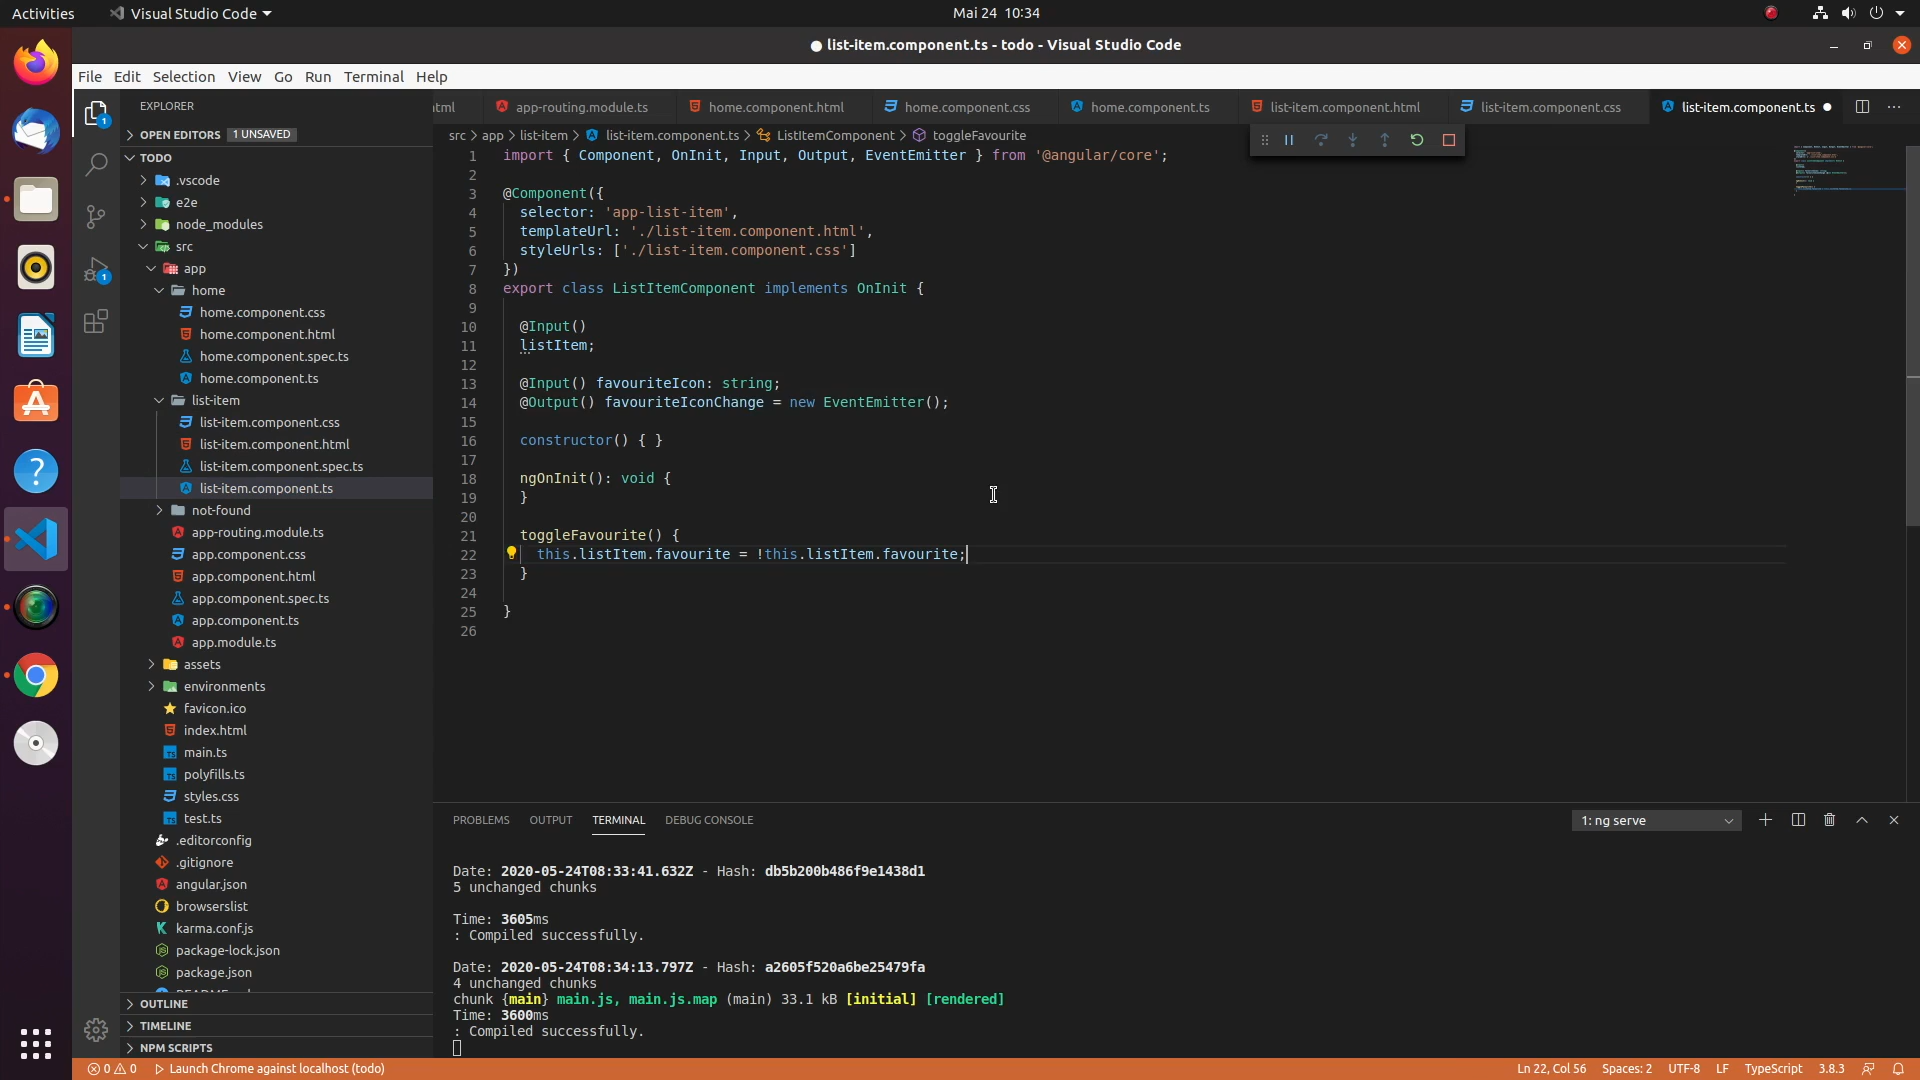 Activities
Visual Studio Code
Mai 24 10:34
● list-item.component.ts - todo - Visual Studio Code
File Edit Selection View Go Run Terminal Help
EXPLORER
OPEN EDITORS 1 UNSAVED
TODO
.vscode
e2e
node_modules
src
app
home
home.component.css
home.component.html
home.component.spec.ts
home.component.ts
list-item
list-item.component.css
list-item.component.html
list-item.component.spec.ts
list-item.component.ts
not-found
app-routing.module.ts
app.component.css
app.component.html
app.component.spec.ts
app.component.ts
app.module.ts
assets
environments
favicon.ico
index.html
main.ts
polyfills.ts
styles.css
test.ts
.editorconfig
.gitignore
angular.json
browserslist
karma.conf.js
package-lock.json
package.json
OUTLINE
TIMELINE
NPM SCRIPTS
app-routing.module.ts home.component.html home.component.css home.component.ts list-item.component.html list-item.component.css list-item.component.ts ●
src > app > list-item > list-item.component.ts > ListItemComponent > toggleFavourite
1 import { Component, OnInit, Input, Output, EventEmitter } from '@angular/core';
2
3 @Component({
4 selector: 'app-list-item',
5 templateUrl: './list-item.component.html',
6 styleUrls: ['./list-item.component.css']
7 })
8 export class ListItemComponent implements OnInit {
9
10 @Input()
11 listItem;
12
13 @Input() favouriteIcon: string;
14 @Output() favouriteIconChange = new EventEmitter();
15
16 constructor() { }
17
18 ngOnInit(): void {
19 }
20
21 toggleFavourite() {
22 this.listItem.favourite = !this.listItem.favourite;
23 }
24
25 }
26
PROBLEMS OUTPUT TERMINAL DEBUG CONSOLE
1: ng serve
Date: 2020-05-24T08:33:41.632Z - Hash: db5b200b486f9e1438d1
5 unchanged chunks
Time: 3605ms
: Compiled successfully.
Date: 2020-05-24T08:34:13.797Z - Hash: a2605f520a6be25479fa
4 unchanged chunks
chunk {main} main.js, main.js.map (main) 33.1 kB [initial] [rendered]
Time: 3600ms
: Compiled successfully.
0 0 Launch Chrome against localhost (todo)
Ln 22, Col 56 Spaces: 2 UTF-8 LF TypeScript 3.8.3